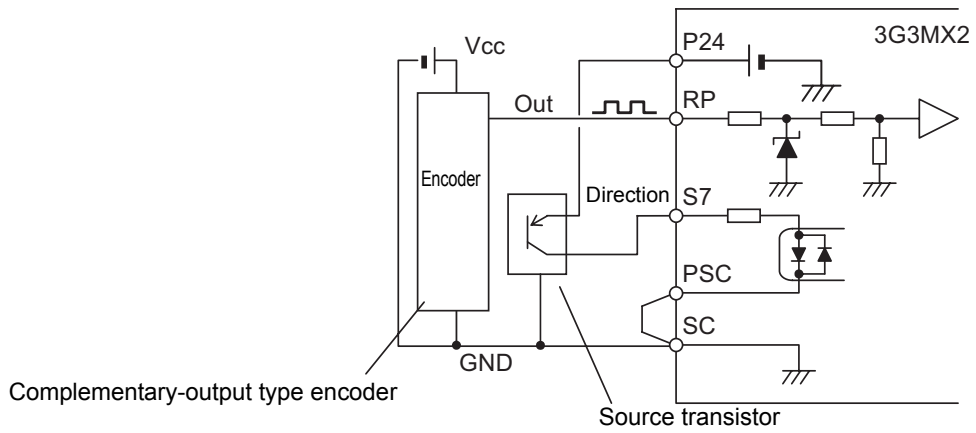 3G3MX2
P24
Vcc
RP
Out
Encoder
Direction
S7
PSC
SC
GND
Complementary-output type encoder
Source transistor